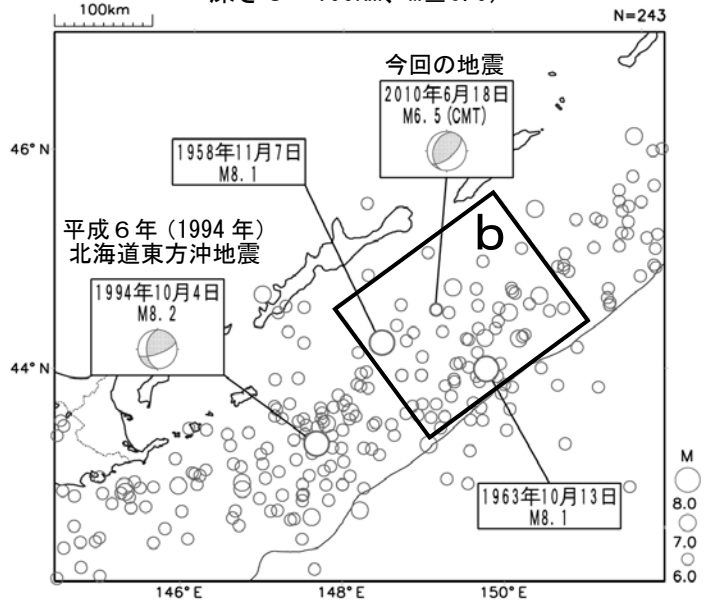 100km
N=243
今回の地震
2010年6月18日
M6.5(CMT)
46°N
1958年11月7日
M8.1
平成６年(1994年)
北海道東方沖地震
b
1994年10月4日
M8.2
44°N
M
1963年10月13日
M8.1
8.0
7.0
6.0
146°E
148°E
150°E